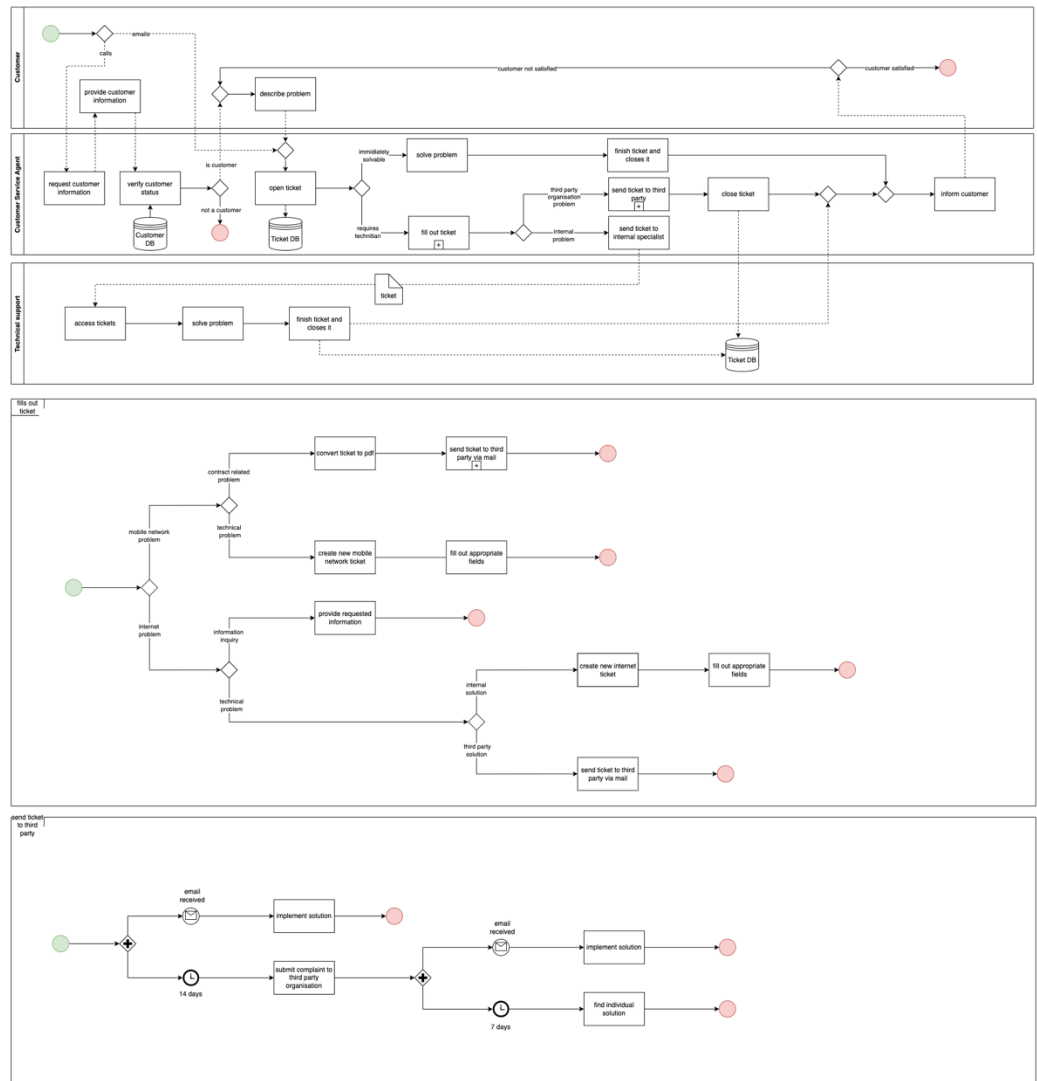 Customer
emails
calls
provide customer
information
describe problem
customer not satisfied
customer satisfied
Customer Service Agent
request customer
information
verify customer
status
is customer
not a customer
Customer
DB
open ticket
Ticket DB
immidiately
solvable
requires
technitian
solve problem
fill out ticket
third party
organisation
problem
internal
problem
finish ticket and
closes it
send ticket to third
party
send ticket to
internal specialist
close ticket
inform customer
Technical support
ticket
access tickets
solve problem
finish ticket and
closes it
Ticket DB
fills out
ticket
mobile network
problem
internet
problem
contract related
problem
technical
problem
convert ticket to pdf
send ticket to third
party via mail
create new mobile
network ticket
fill out appropriate
fields
information
inquiry
technical
problem
provide requested
information
internal
solution
third party
solution
create new internet
ticket
fill out appropriate
fields
send ticket to third
party via mail
send ticket
to third
party
email
received
implement solution
14 days
submit complaint to
third party
organisation
email
received
implement solution
7 days
find individual
solution